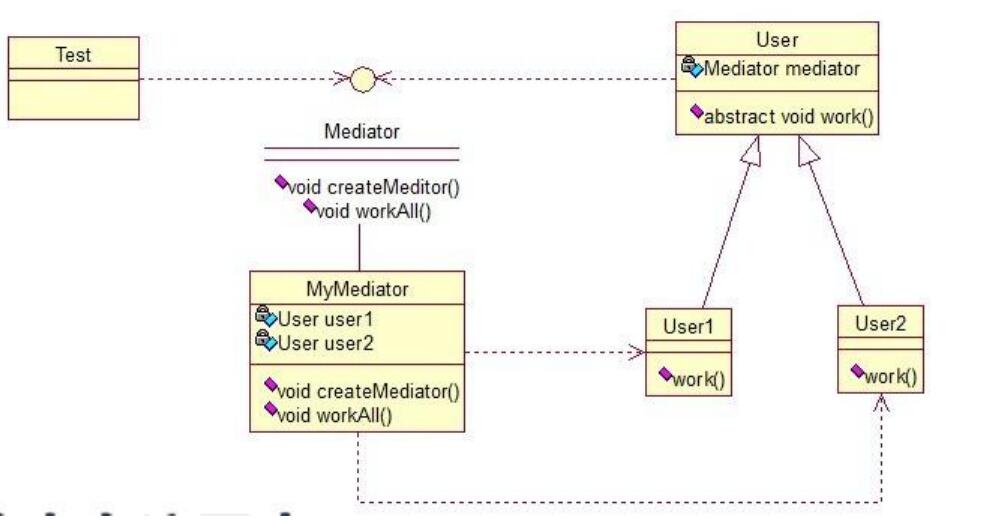 Test
User
Mediator mediator
abstract void work()
Mediator
void createMeditor()
void workAll()
MyMediator
User user1
User user2
void createMediator()
void workAll()
User1
work()
User2
work()